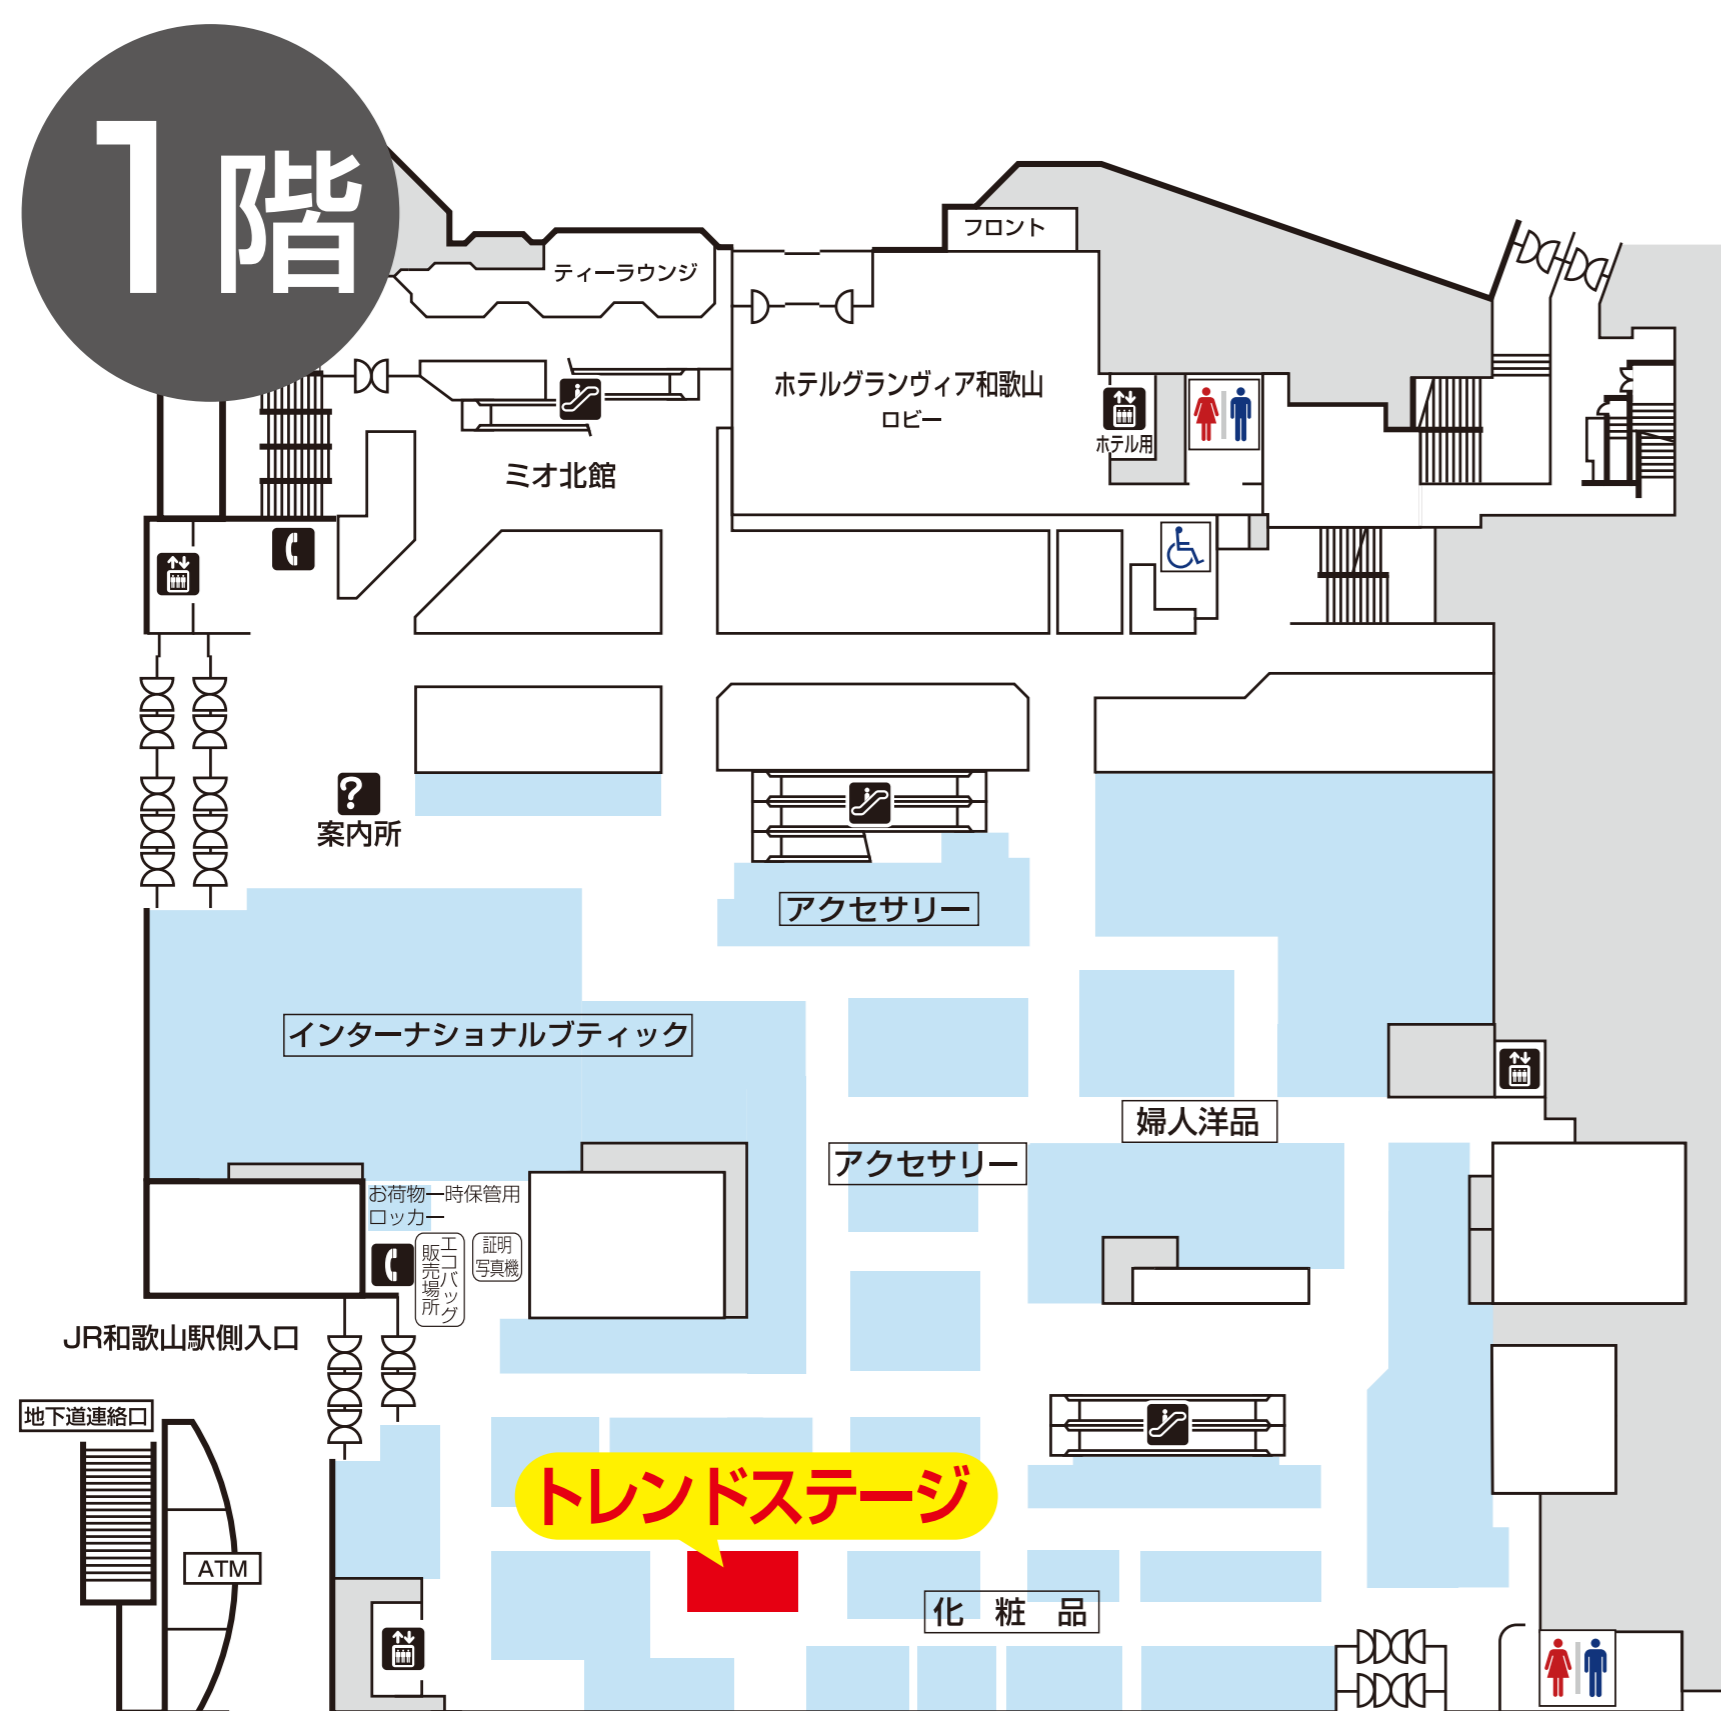 1階
フロント
ティーラウンジ
ホテルグランヴィア和歌山
ロビー
ホテル用
ミオ北館
?
案内所
アクセサリー
インターナショナルブティック
婦人洋品
アクセサリー
お荷物一時保管用
ロッカー
エコバッグ
販売場所
証明
写真機
JR和歌山駅側入口
地下道連絡口
トレンドステージ
ATM
化 粧 品